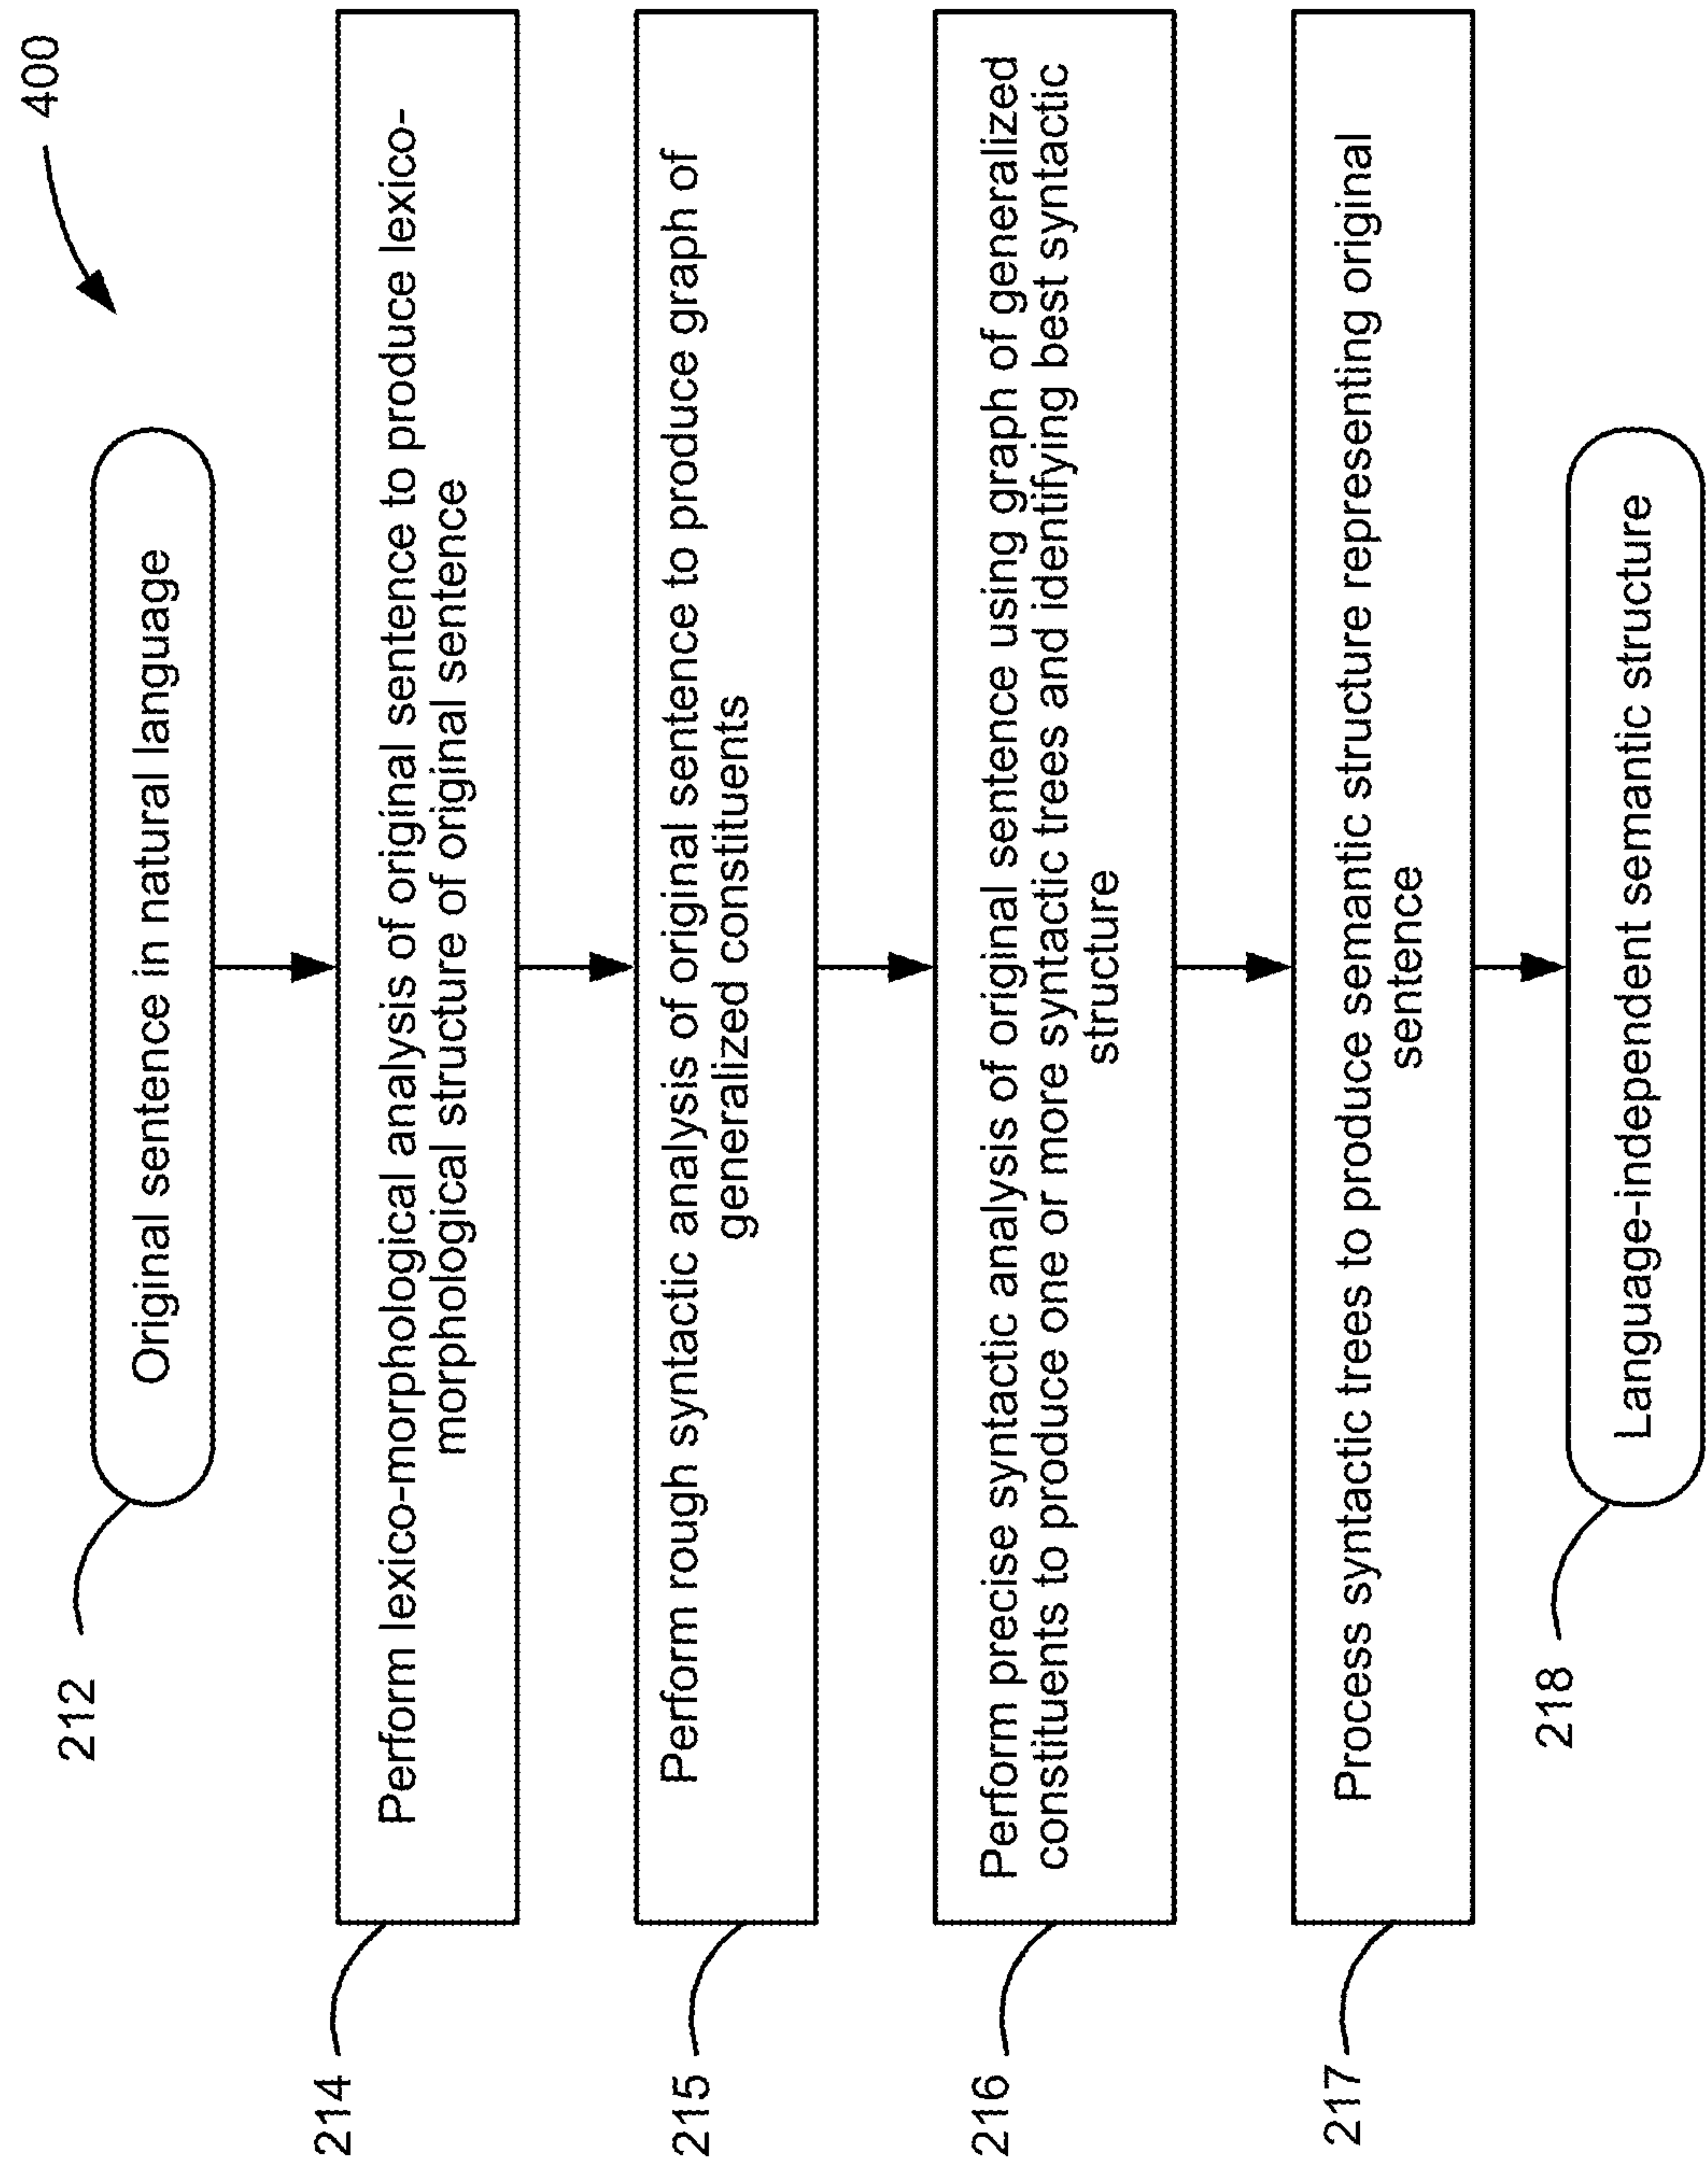 400
212
Original sentence in natural language
214
Perform lexico-morphological analysis of original sentence to produce lexico-
morphological structure of original sentence
215
Perform rough syntactic analysis of original sentence to produce graph of
generalized constituents
216
Perform precise syntactic analysis of original sentence using graph of generalized
constituents to produce one or more syntactic trees and identifying best syntactic
structure
217
Process syntactic trees to produce semantic structure representing original
sentence
218
Language-independent semantic structure